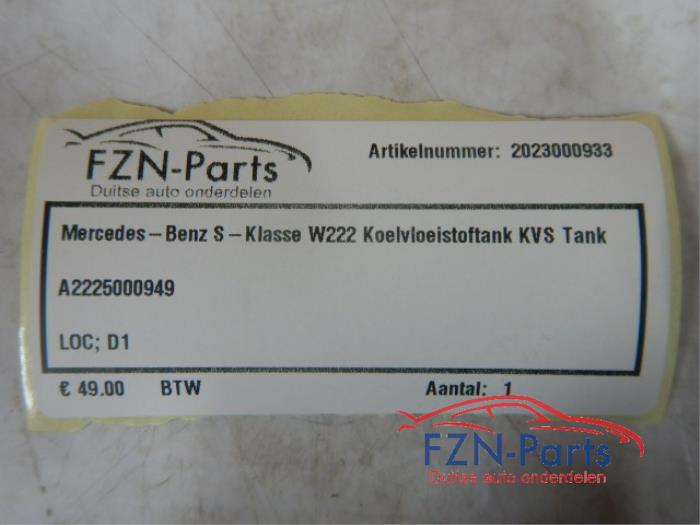 FZN-Parts
Duitse auto onderdelen
Artikelnummer: 2023000933
Mercedes-Benz S-Klasse W222 Koelvloeistoftank KVS Tank
A2225000949
LOC; D1
€ 49.00 BTW Aantal: 1
FZN-Parts
Duitse auto onderdelen